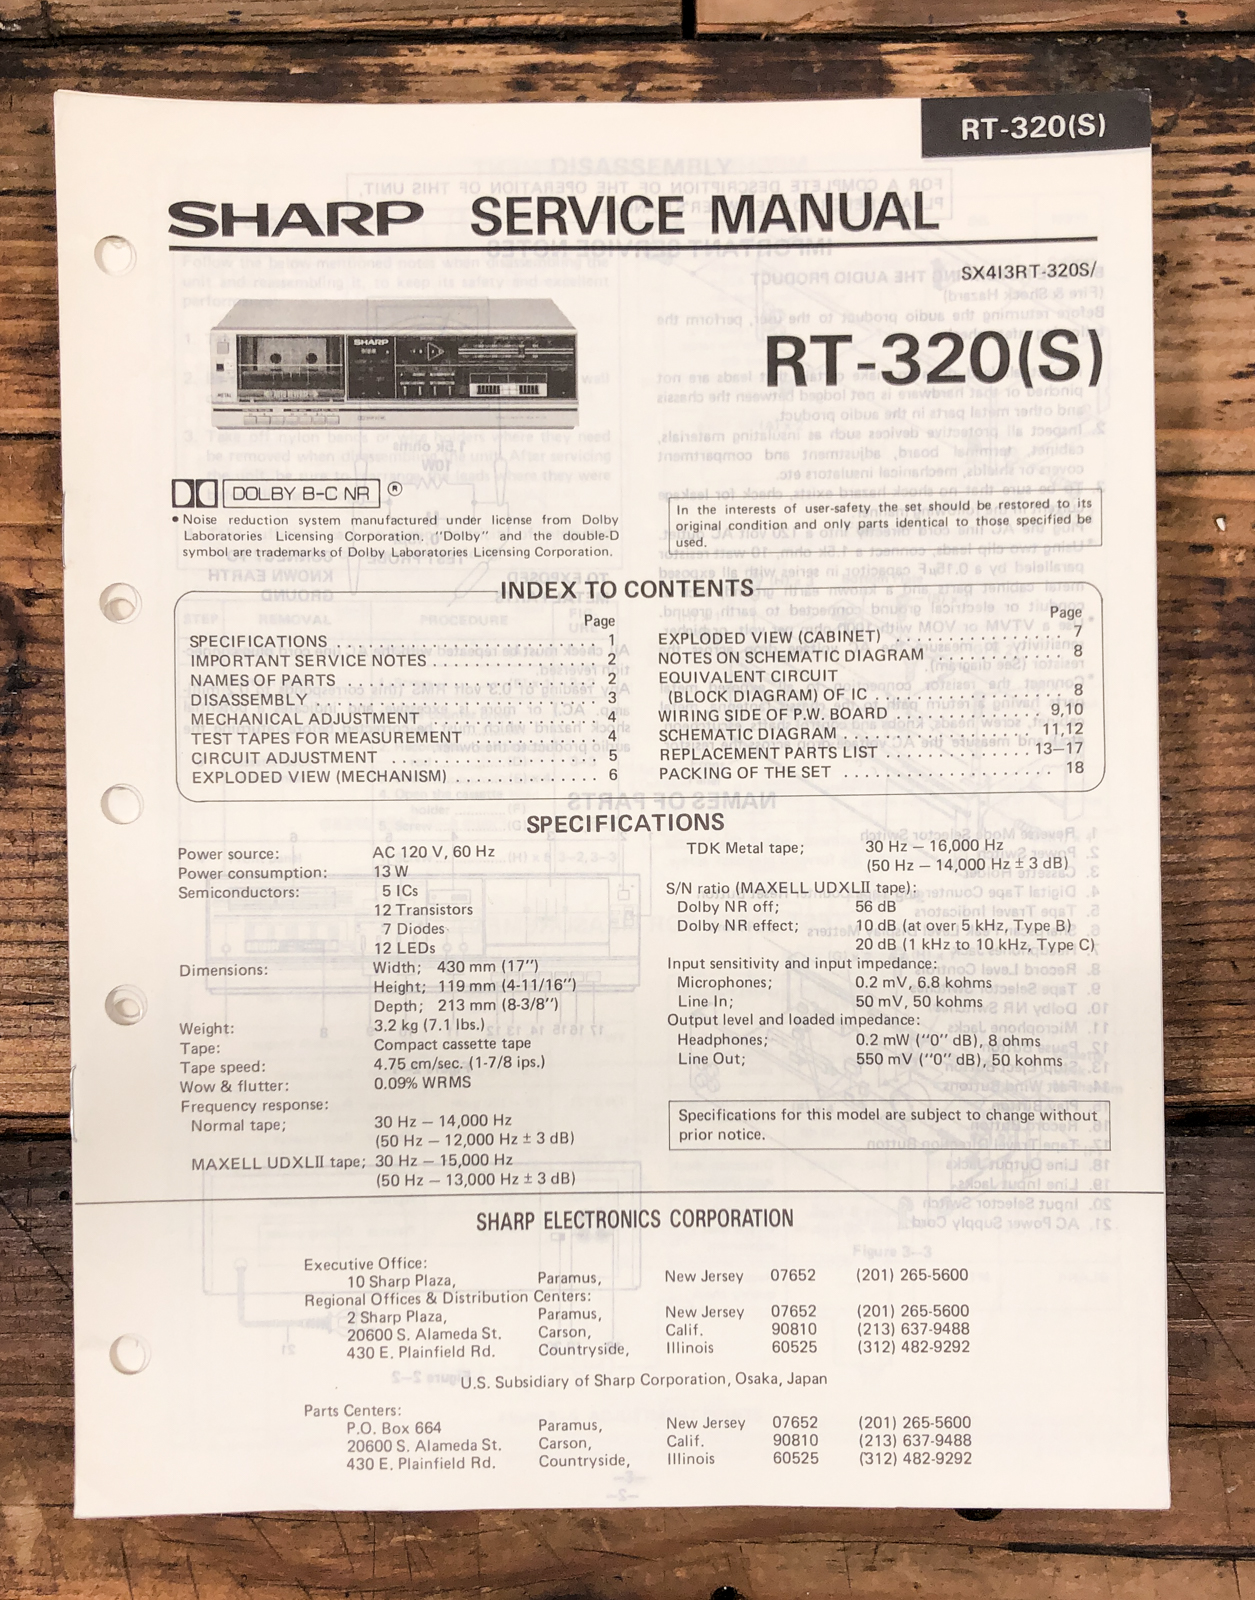 RT-320(S)
SHARP SERVICE MANUAL
SX4I3RT-320S/
RT-320(S)
SHARP
DOLBY B-C NR ®
• Noise reduction system manufactured under license from Dolby
Laboratories Licensing Corporation. "Dolby" and the double-D
symbol are trademarks of Dolby Laboratories Licensing Corporation.
In the interests of user-safety the set should be restored to its
original condition and only parts identical to those specified be
used.
INDEX TO CONTENTS
Page
SPECIFICATIONS . . . . . . . . . . . . . . . . . . . . . 1
IMPORTANT SERVICE NOTES . . . . . . . . . . . . . . 2
NAMES OF PARTS . . . . . . . . . . . . . . . . . . . . 2
DISASSEMBLY . . . . . . . . . . . . . . . . . . . . . . 3
MECHANICAL ADJUSTMENT . . . . . . . . . . . . . . 4
TEST TAPES FOR MEASUREMENT . . . . . . . . . . . 4
CIRCUIT ADJUSTMENT . . . . . . . . . . . . . . . . . 5
EXPLODED VIEW (MECHANISM) . . . . . . . . . . . . 6
Page
EXPLODED VIEW (CABINET) . . . . . . . . . . . . . . 7
NOTES ON SCHEMATIC DIAGRAM . . . . . . . . . . . 8
EQUIVALENT CIRCUIT
(BLOCK DIAGRAM) OF IC . . . . . . . . . . . . . . . 8
WIRING SIDE OF P.W. BOARD . . . . . . . . . . . 9,10
SCHEMATIC DIAGRAM . . . . . . . . . . . . . . . 11,12
REPLACEMENT PARTS LIST . . . . . . . . . . . . 13–17
PACKING OF THE SET . . . . . . . . . . . . . . . . . 18
SPECIFICATIONS
Power source: AC 120 V, 60 Hz
Power consumption: 13 W
Semiconductors: 5 ICs
12 Transistors
7 Diodes
12 LEDs
Dimensions: Width; 430 mm (17")
Height; 119 mm (4-11/16")
Depth; 213 mm (8-3/8")
Weight: 3.2 kg (7.1 lbs.)
Tape: Compact cassette tape
Tape speed: 4.75 cm/sec. (1-7/8 ips.)
Wow & flutter: 0.09% WRMS
Frequency response:
Normal tape; 30 Hz — 14,000 Hz
(50 Hz — 12,000 Hz ± 3 dB)
MAXELL UDXLII tape; 30 Hz — 15,000 Hz
(50 Hz — 13,000 Hz ± 3 dB)
TDK Metal tape; 30 Hz — 16,000 Hz
(50 Hz — 14,000 Hz ± 3 dB)
S/N ratio (MAXELL UDXLII tape):
Dolby NR off; 56 dB
Dolby NR effect; 10 dB (at over 5 kHz, Type B)
20 dB (1 kHz to 10 kHz, Type C)
Input sensitivity and input impedance:
Microphones; 0.2 mV, 6.8 kohms
Line In; 50 mV, 50 kohms
Output level and loaded impedance:
Headphones; 0.2 mW ("0" dB), 8 ohms
Line Out; 550 mV ("0" dB), 50 kohms
Specifications for this model are subject to change without
prior notice.
SHARP ELECTRONICS CORPORATION
Executive Office:
10 Sharp Plaza, Paramus, New Jersey 07652 (201) 265-5600
Regional Offices & Distribution Centers:
2 Sharp Plaza, Paramus, New Jersey 07652 (201) 265-5600
20600 S. Alameda St. Carson, Calif. 90810 (213) 637-9488
430 E. Plainfield Rd. Countryside, Illinois 60525 (312) 482-9292
U.S. Subsidiary of Sharp Corporation, Osaka, Japan
Parts Centers:
P.O. Box 664 Paramus, New Jersey 07652 (201) 265-5600
20600 S. Alameda St. Carson, Calif. 90810 (213) 637-9488
430 E. Plainfield Rd. Countryside, Illinois 60525 (312) 482-9292